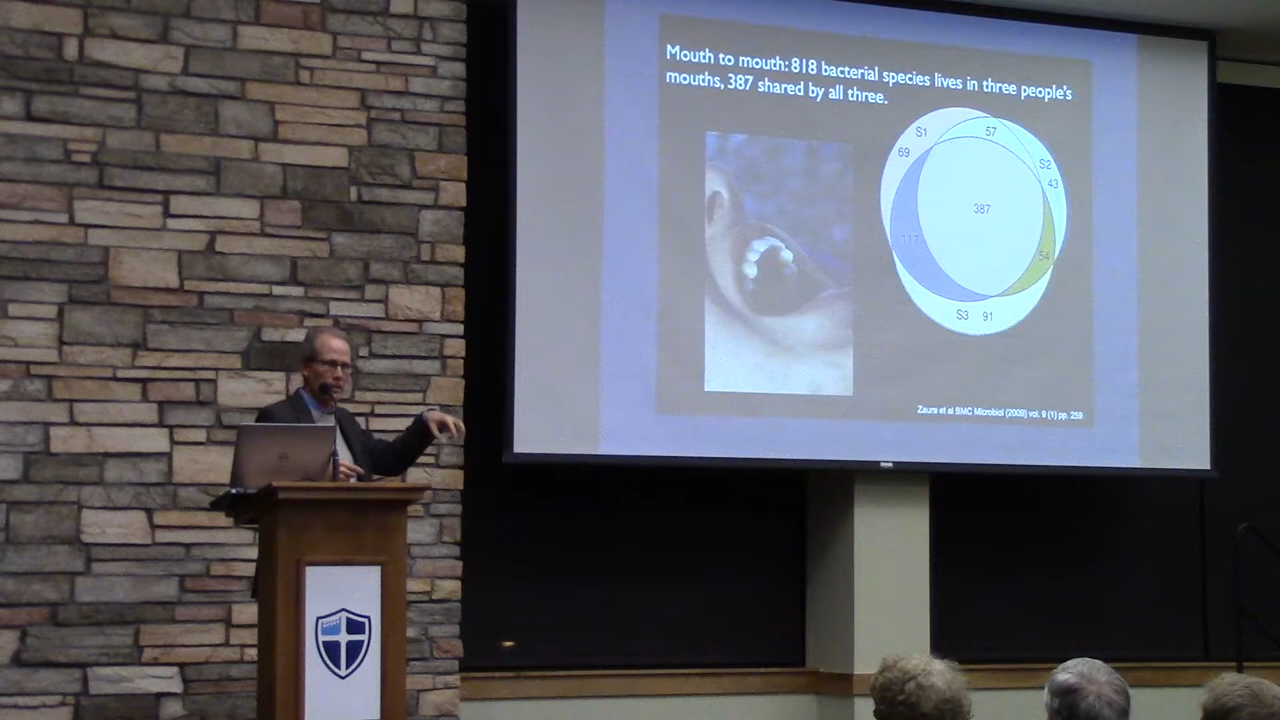 Mouth to mouth: 818 bacterial species lives in three people's
mouths, 387 shared by all three.
S1
57
69
S2
43
387
117
54
S3 91
Zaura et al BMC Microbiol (2009) vol. 9 (1) pp. 259
DELL